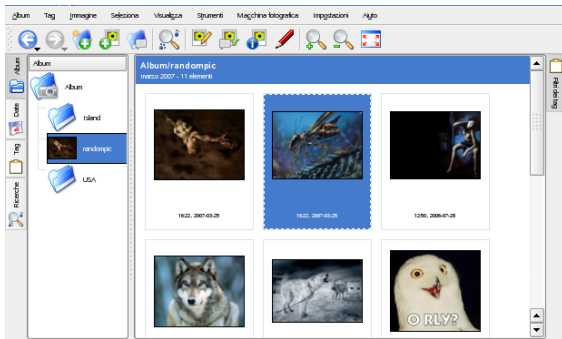 Album Tag Immagine Seleziona Visualizza Strumenti Macchina fotografica Impostazioni Aiuto
Album
Date
Tag
Ricerche
Album
Album
Island
randompic
USA
Album/randompic
marzo 2007 - 11 elementi
16:22, 2007-03-25
16:22, 2007-03-25
12:50, 2006-07-28
O RLY?
Filtri dei tag